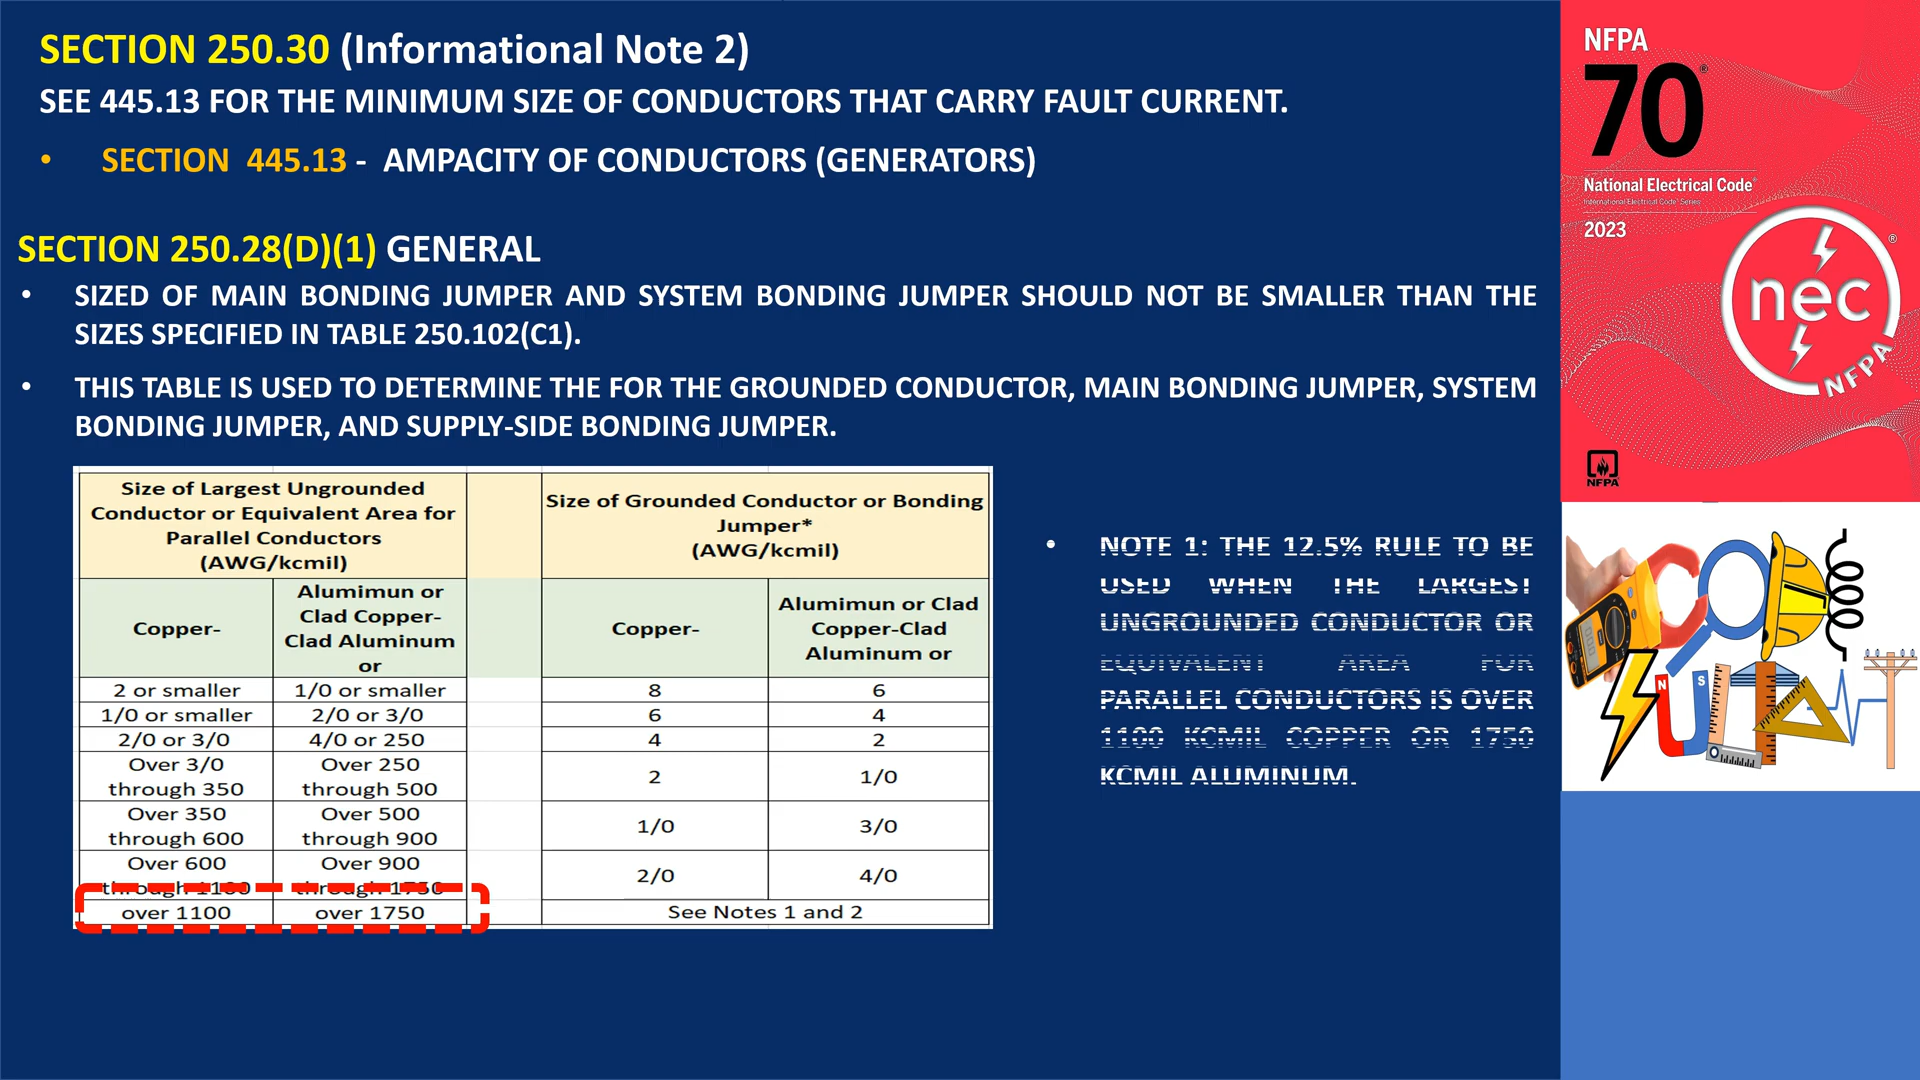 SECTION 250.30 (Informational Note 2)
SEE 445.13 FOR THE MINIMUM SIZE OF CONDUCTORS THAT CARRY FAULT CURRENT.
• SECTION 445.13 - AMPACITY OF CONDUCTORS (GENERATORS)
SECTION 250.28(D)(1) GENERAL
• SIZED OF MAIN BONDING JUMPER AND SYSTEM BONDING JUMPER SHOULD NOT BE SMALLER THAN THE
SIZES SPECIFIED IN TABLE 250.102(C1).
• THIS TABLE IS USED TO DETERMINE THE FOR THE GROUNDED CONDUCTOR, MAIN BONDING JUMPER, SYSTEM
BONDING JUMPER, AND SUPPLY-SIDE BONDING JUMPER.
Size of Largest Ungrounded
Conductor or Equivalent Area for
Parallel Conductors
(AWG/kcmil)
Size of Grounded Conductor or Bonding
Jumper*
(AWG/kcmil)
Copper-
Alumimun or
Clad Copper-
Clad Aluminum
or
Copper-
Alumimun or Clad
Copper-Clad
Aluminum or
2 or smaller 1/0 or smaller 8 6
1/0 or smaller 2/0 or 3/0 6 4
2/0 or 3/0 4/0 or 250 4 2
Over 3/0
through 350
Over 250
through 500
2 1/0
Over 350
through 600
Over 500
through 900
1/0 3/0
Over 600
through 1100
Over 900
through 1750
2/0 4/0
over 1100 over 1750 See Notes 1 and 2
• NOTE 1: THE 12.5% RULE TO BE
USED WHEN THE LARGEST
UNGROUNDED CONDUCTOR OR
EQUIVALENT AREA FOR
PARALLEL CONDUCTORS IS OVER
1100 KCMIL COPPER OR 1750
KCMIL ALUMINUM.
NFPA
70®
National Electrical Code®
International Electrical Code® Series
2023
nec®
NFPA
NFPA
N S